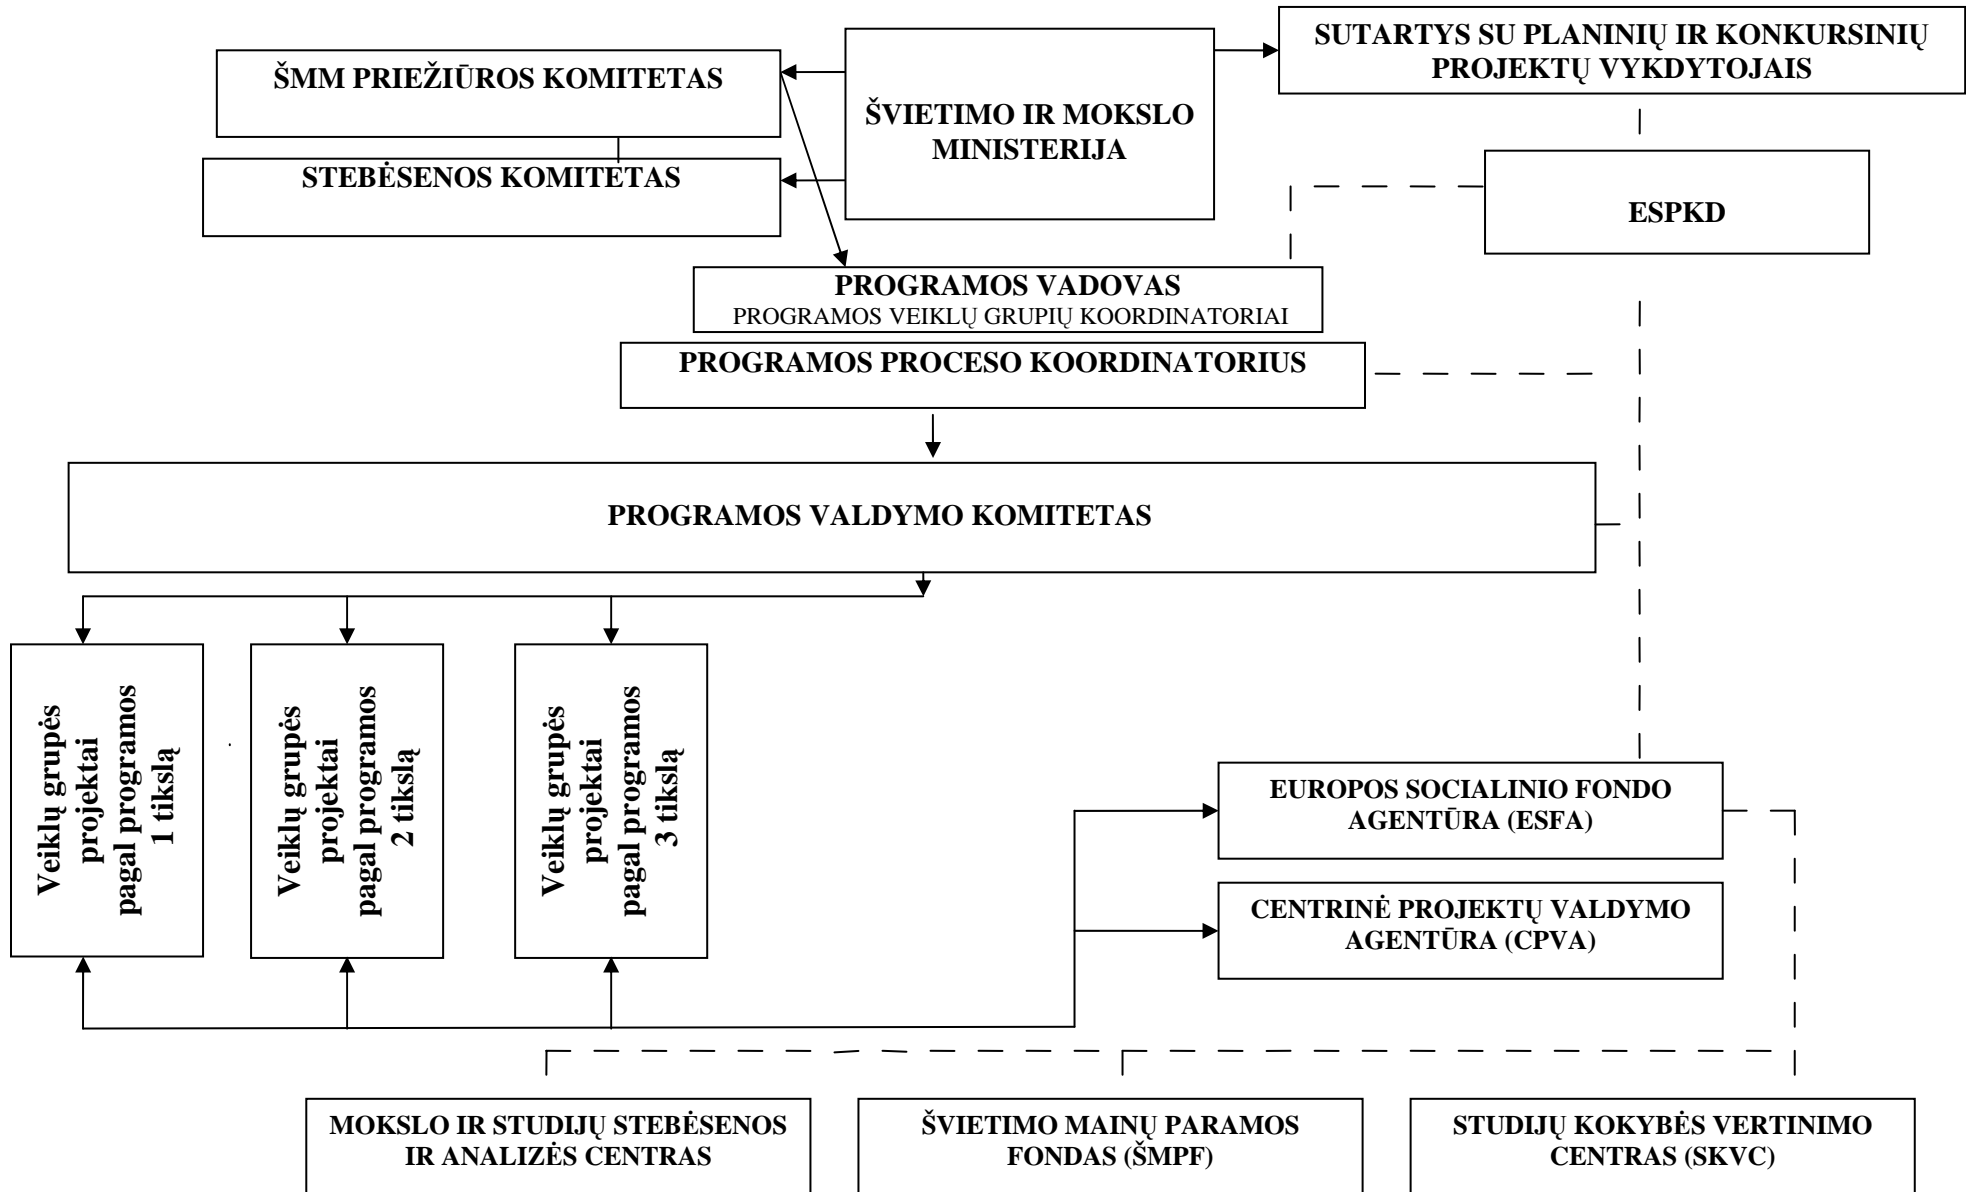 SUTARTYS SU PLANINIŲ IR KONKURSINIŲ
PROJEKTŲ VYKDYTOJAIS
ŠMM PRIEŽIŪROS KOMITETAS
ŠVIETIMO IR MOKSLO
MINISTERIJA
STEBĖSENOS KOMITETAS
ESPKD
PROGRAMOS VADOVAS
PROGRAMOS VEIKLŲ GRUPIŲ KOORDINATORIAI
PROGRAMOS PROCESO KOORDINATORIUS
PROGRAMOS VALDYMO KOMITETAS
Veiklų grupės
projektai
pagal programos
1 tikslą
Veiklų grupės
projektai
pagal programos
2 tikslą
Veiklų grupės
projektai
pagal programos
3 tikslą
EUROPOS SOCIALINIO FONDO
AGENTŪRA (ESFA)
CENTRINĖ PROJEKTŲ VALDYMO
AGENTŪRA (CPVA)
MOKSLO IR STUDIJŲ STEBĖSENOS
IR ANALIZĖS CENTRAS
ŠVIETIMO MAINŲ PARAMOS
FONDAS (ŠMPF)
STUDIJŲ KOKYBĖS VERTINIMO
CENTRAS (SKVC)